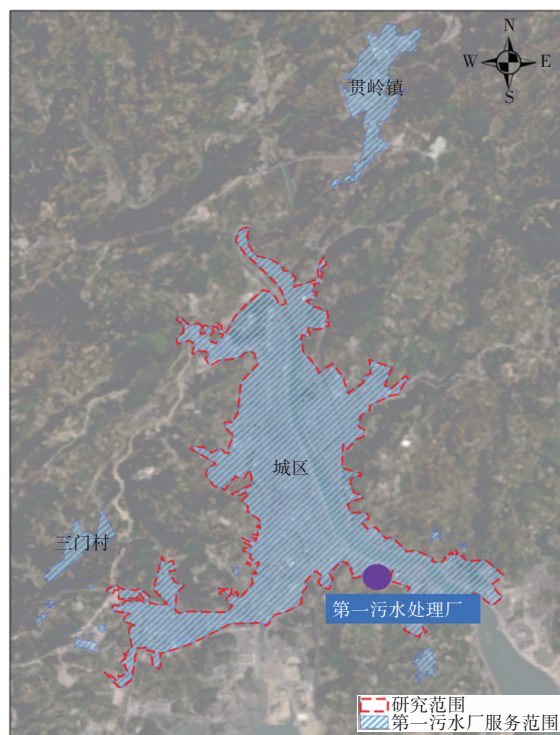 N
W E
S
贯岭镇
城区
三门村
第一污水处理厂
研究范围
第一污水厂服务范围